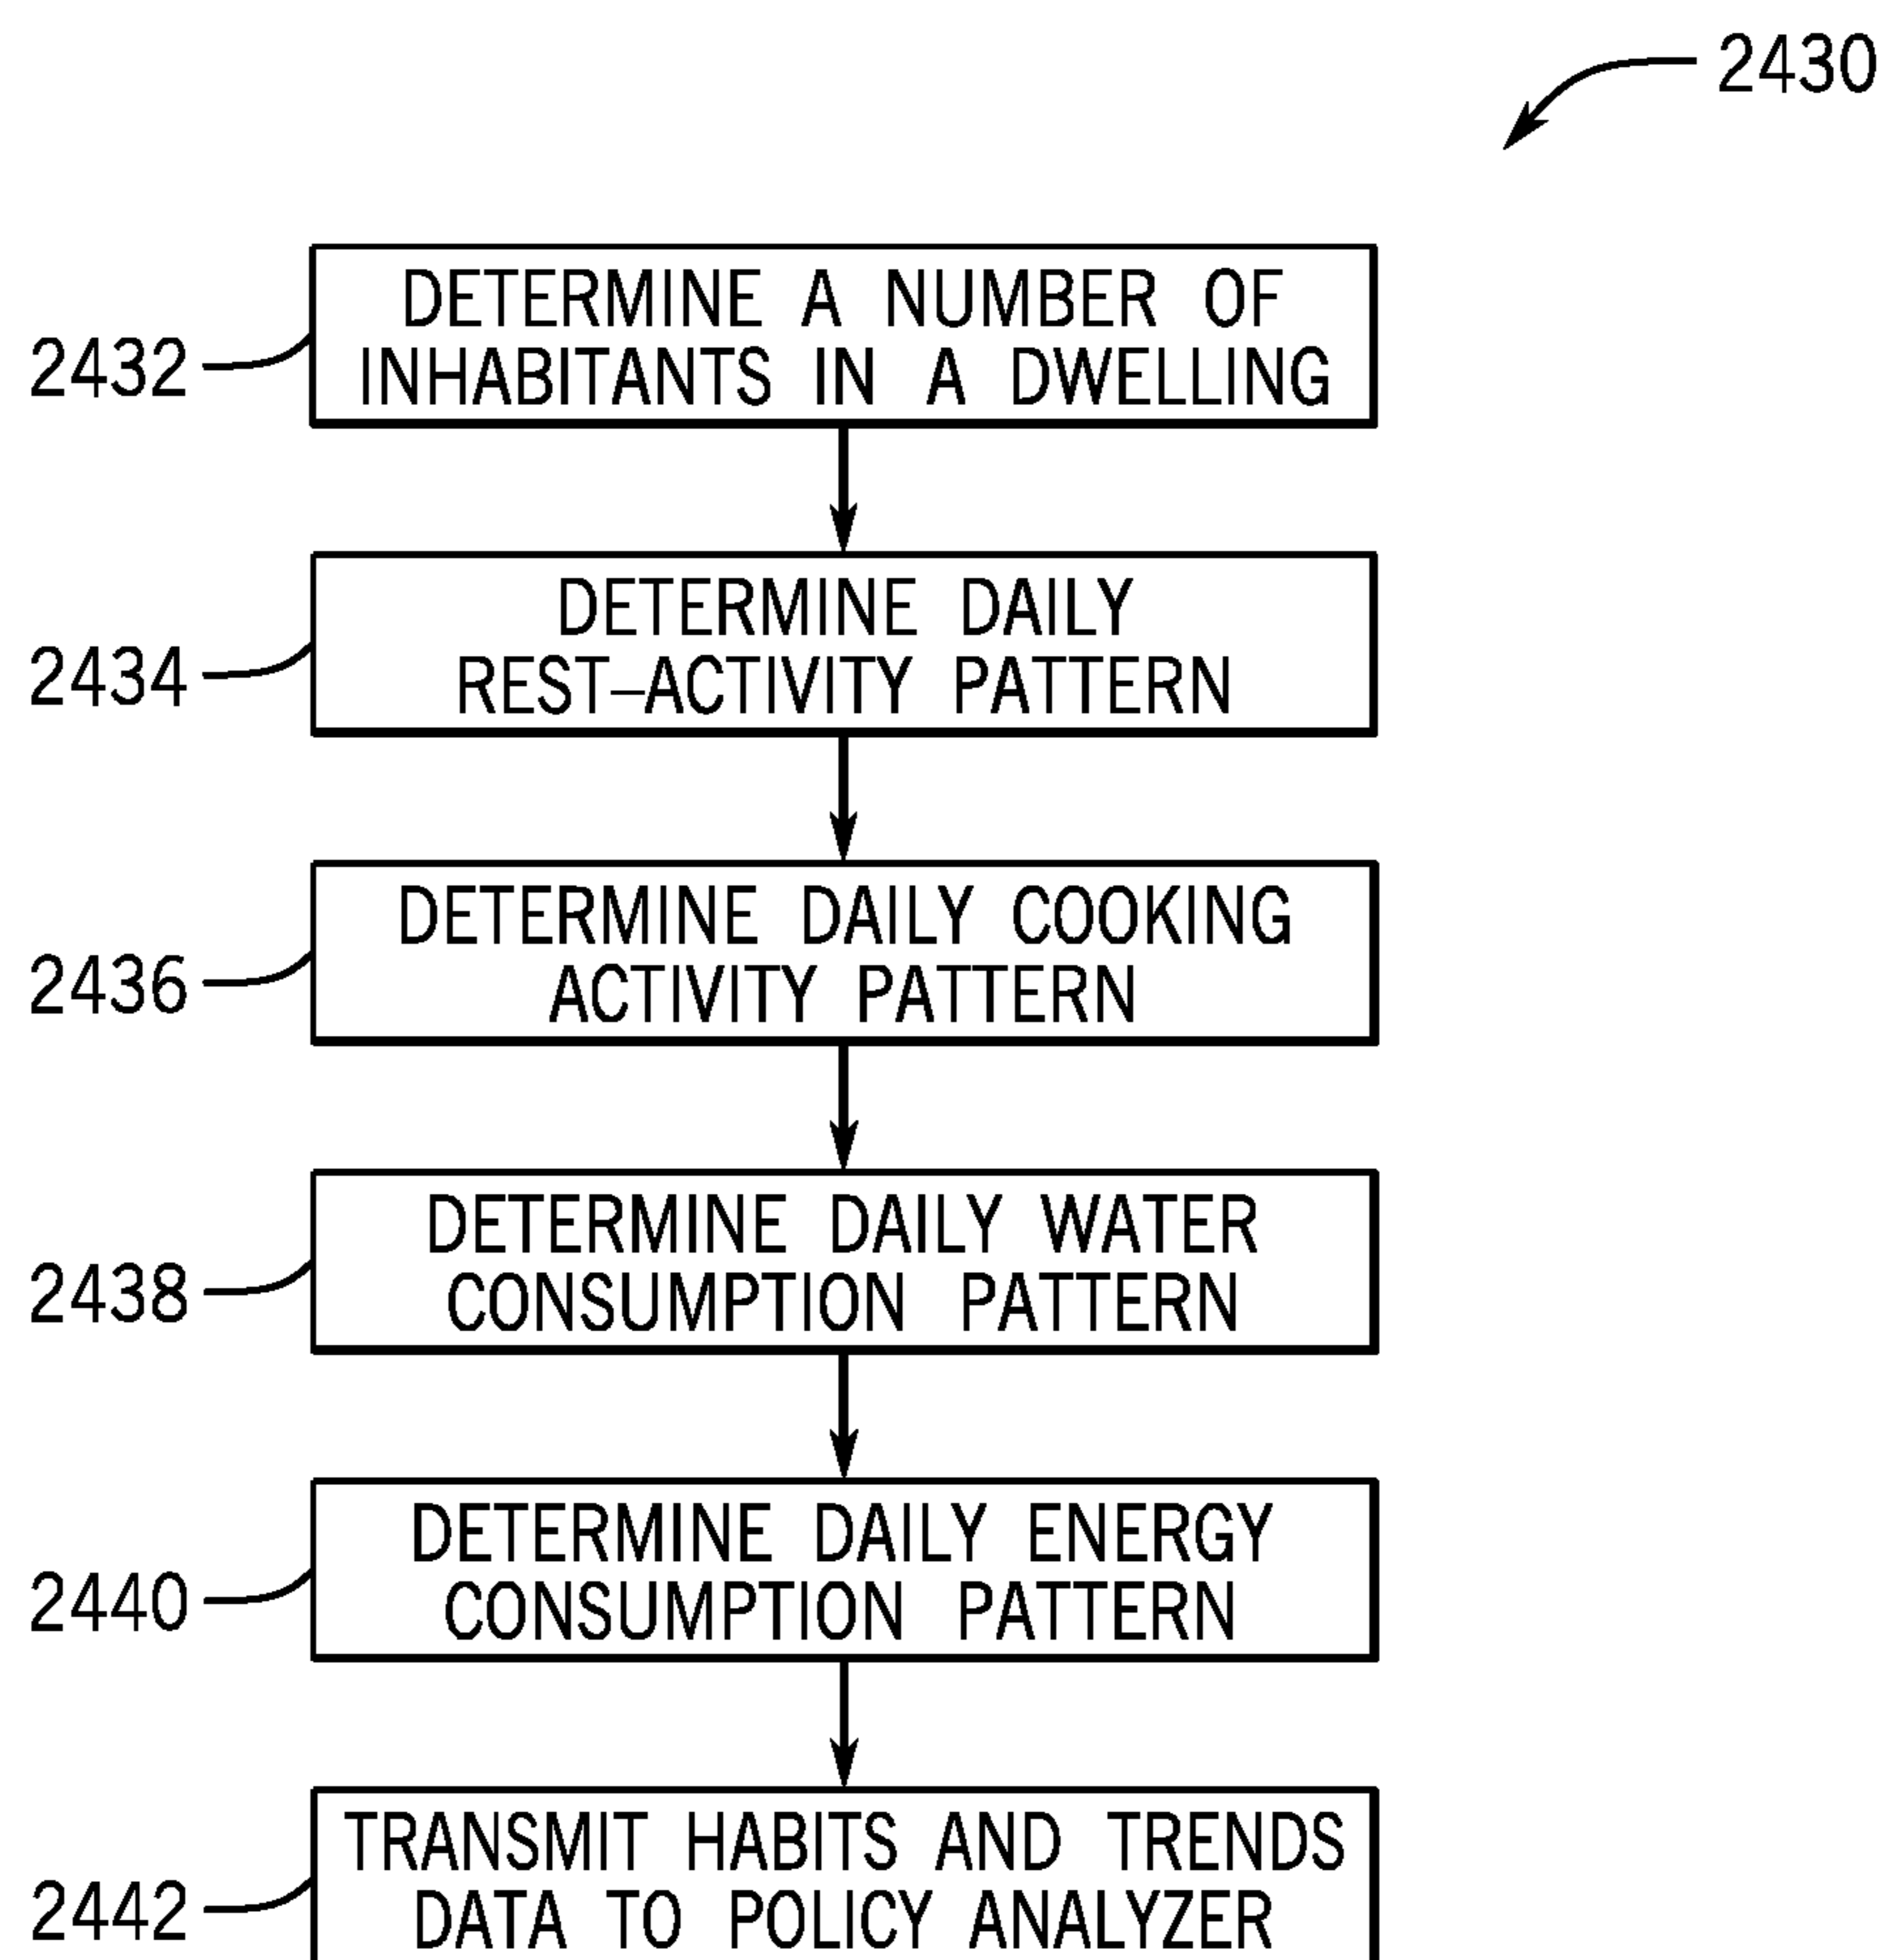 2430
DETERMINE A NUMBER OF
INHABITANTS IN A DWELLING
2432
DETERMINE DAILY
REST–ACTIVITY PATTERN
2434
DETERMINE DAILY COOKING
ACTIVITY PATTERN
2436
DETERMINE DAILY WATER
CONSUMPTION PATTERN
2438
DETERMINE DAILY ENERGY
CONSUMPTION PATTERN
2440
TRANSMIT HABITS AND TRENDS
DATA TO POLICY ANALYZER
2442